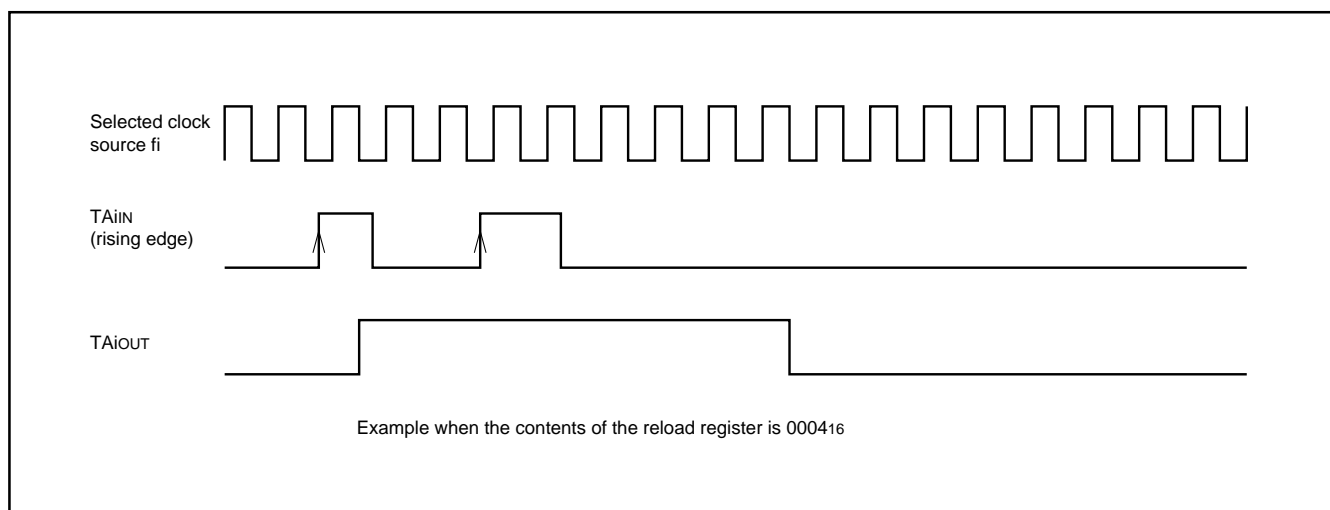 Selected clock
source fi
TAiIN
(rising edge)
TAiOUT
Example when the contents of the reload register is 000416